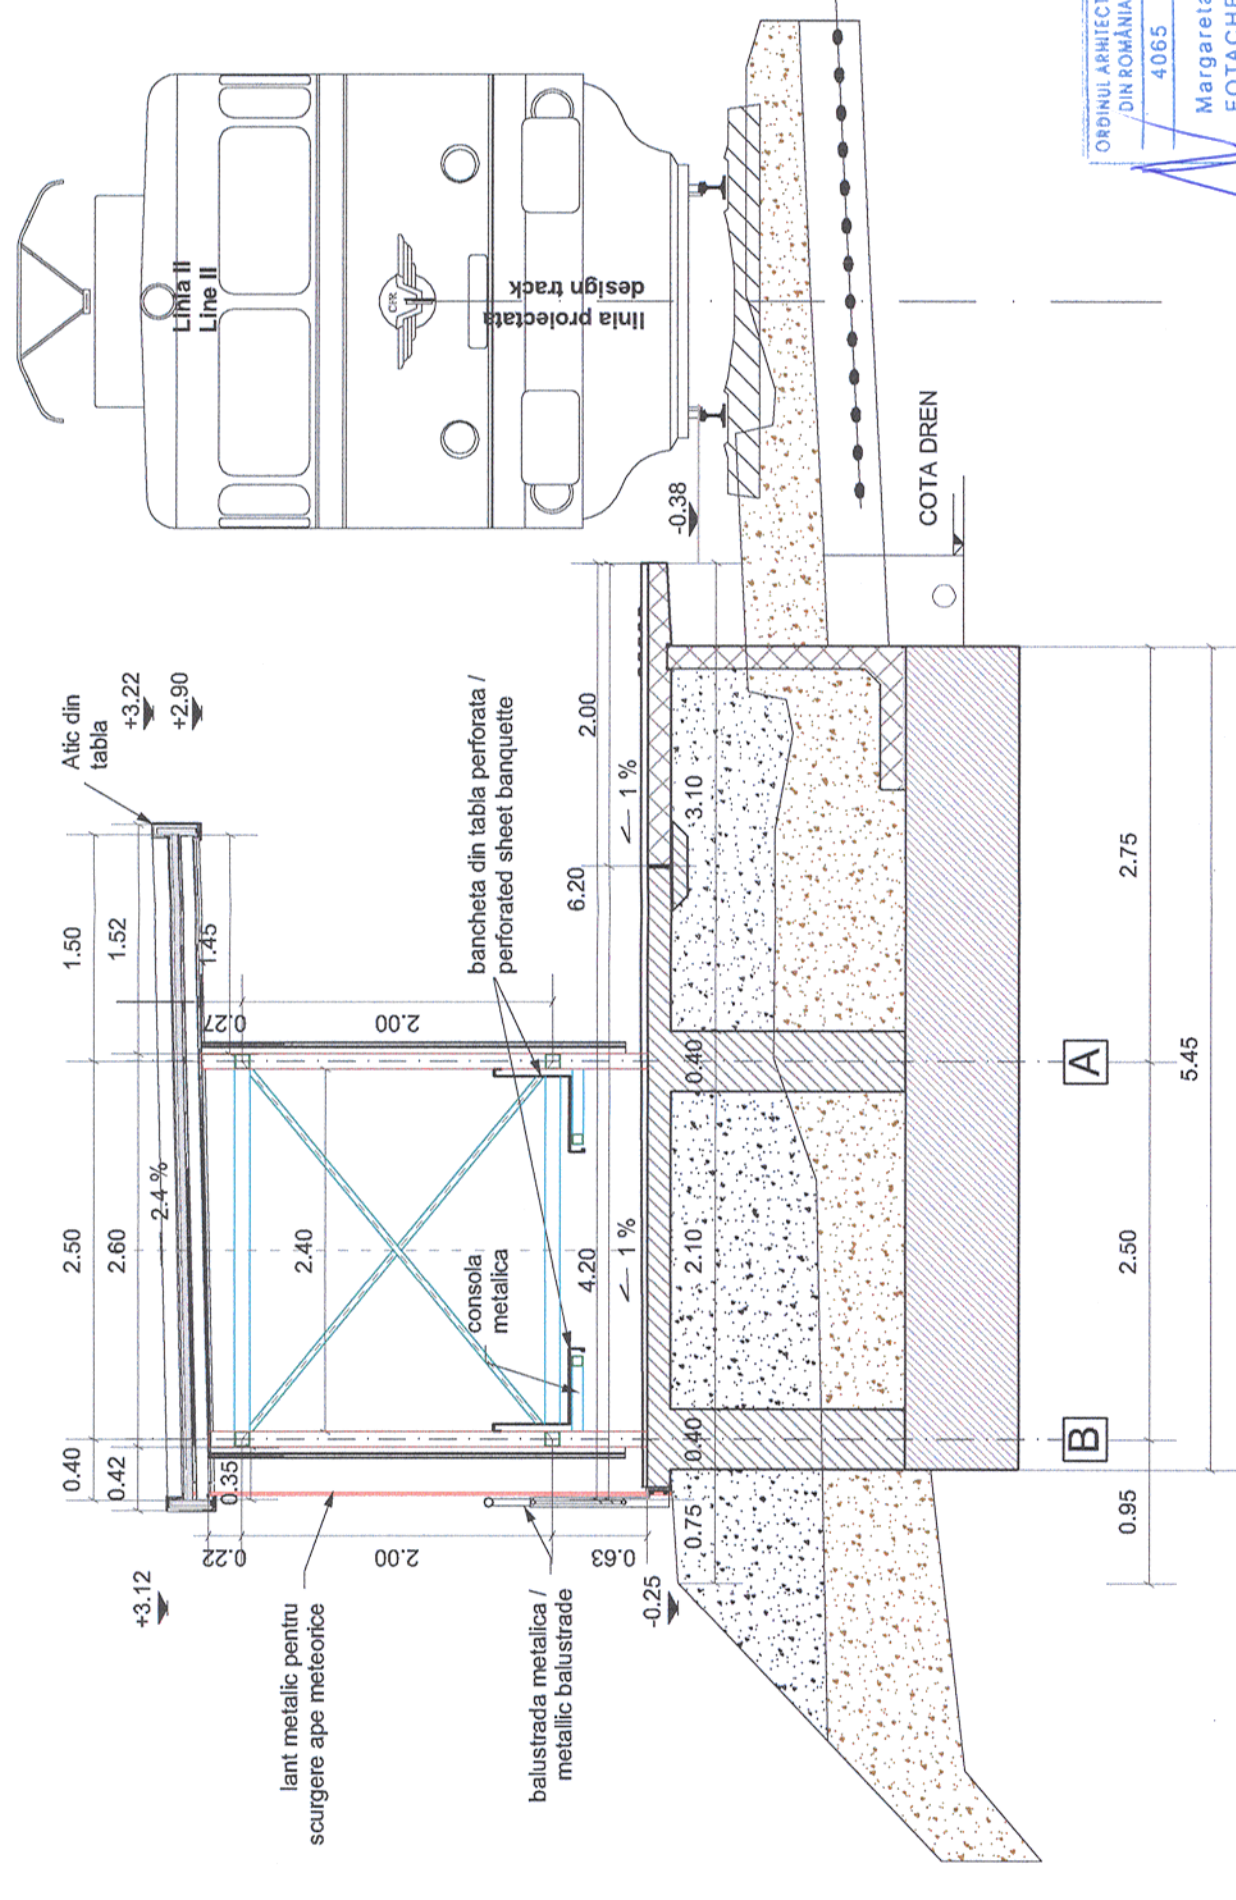 Linia II
Line II
CFR
linia proiectata
design track
ORDINUL ARHITECT
DIN ROMÂNIA
4065
Margareta
-0.38
COTA DREN
Atic din
tabla
+3.22
+2.90
+3.12
1.50
2.50
0.40
1.52
2.60
0.42
2.4 %
1.45
0.27
2.00
0.35
2.40
0.22
2.00
0.63
bancheta din tabla perforata /
perforated sheet banquette
consola
metalica
lant metalic pentru
scurgere ape meteorice
balustrada metalica /
metallic balustrade
2.00
6.20
4.20
1 %
1 %
-0.25
3.10
0.40
2.10
0.40
0.75
A
B
2.75
2.50
0.95
5.45